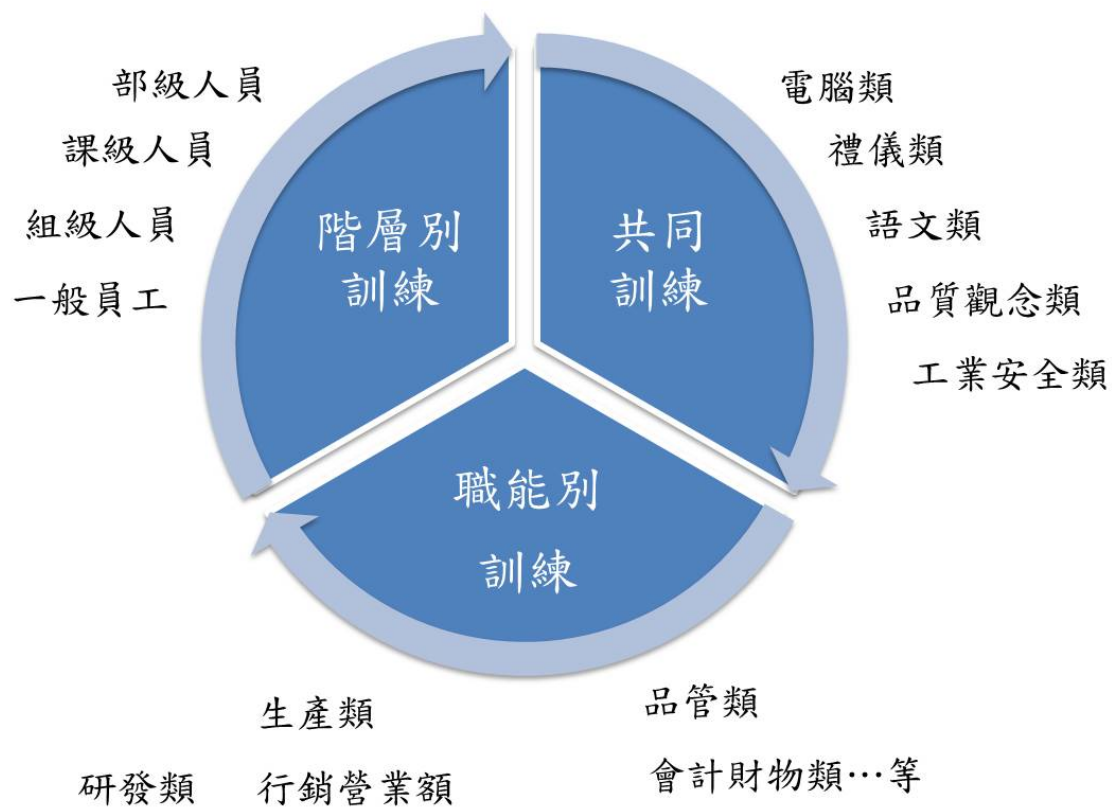 部級人員
課級人員
組級人員
一般員工
階層別
訓練
共同
訓練
電腦類
禮儀類
語文類
品質觀念類
工業安全類
職能別
訓練
生產類
品管類
研發類
行銷營業額
會計財物類…等